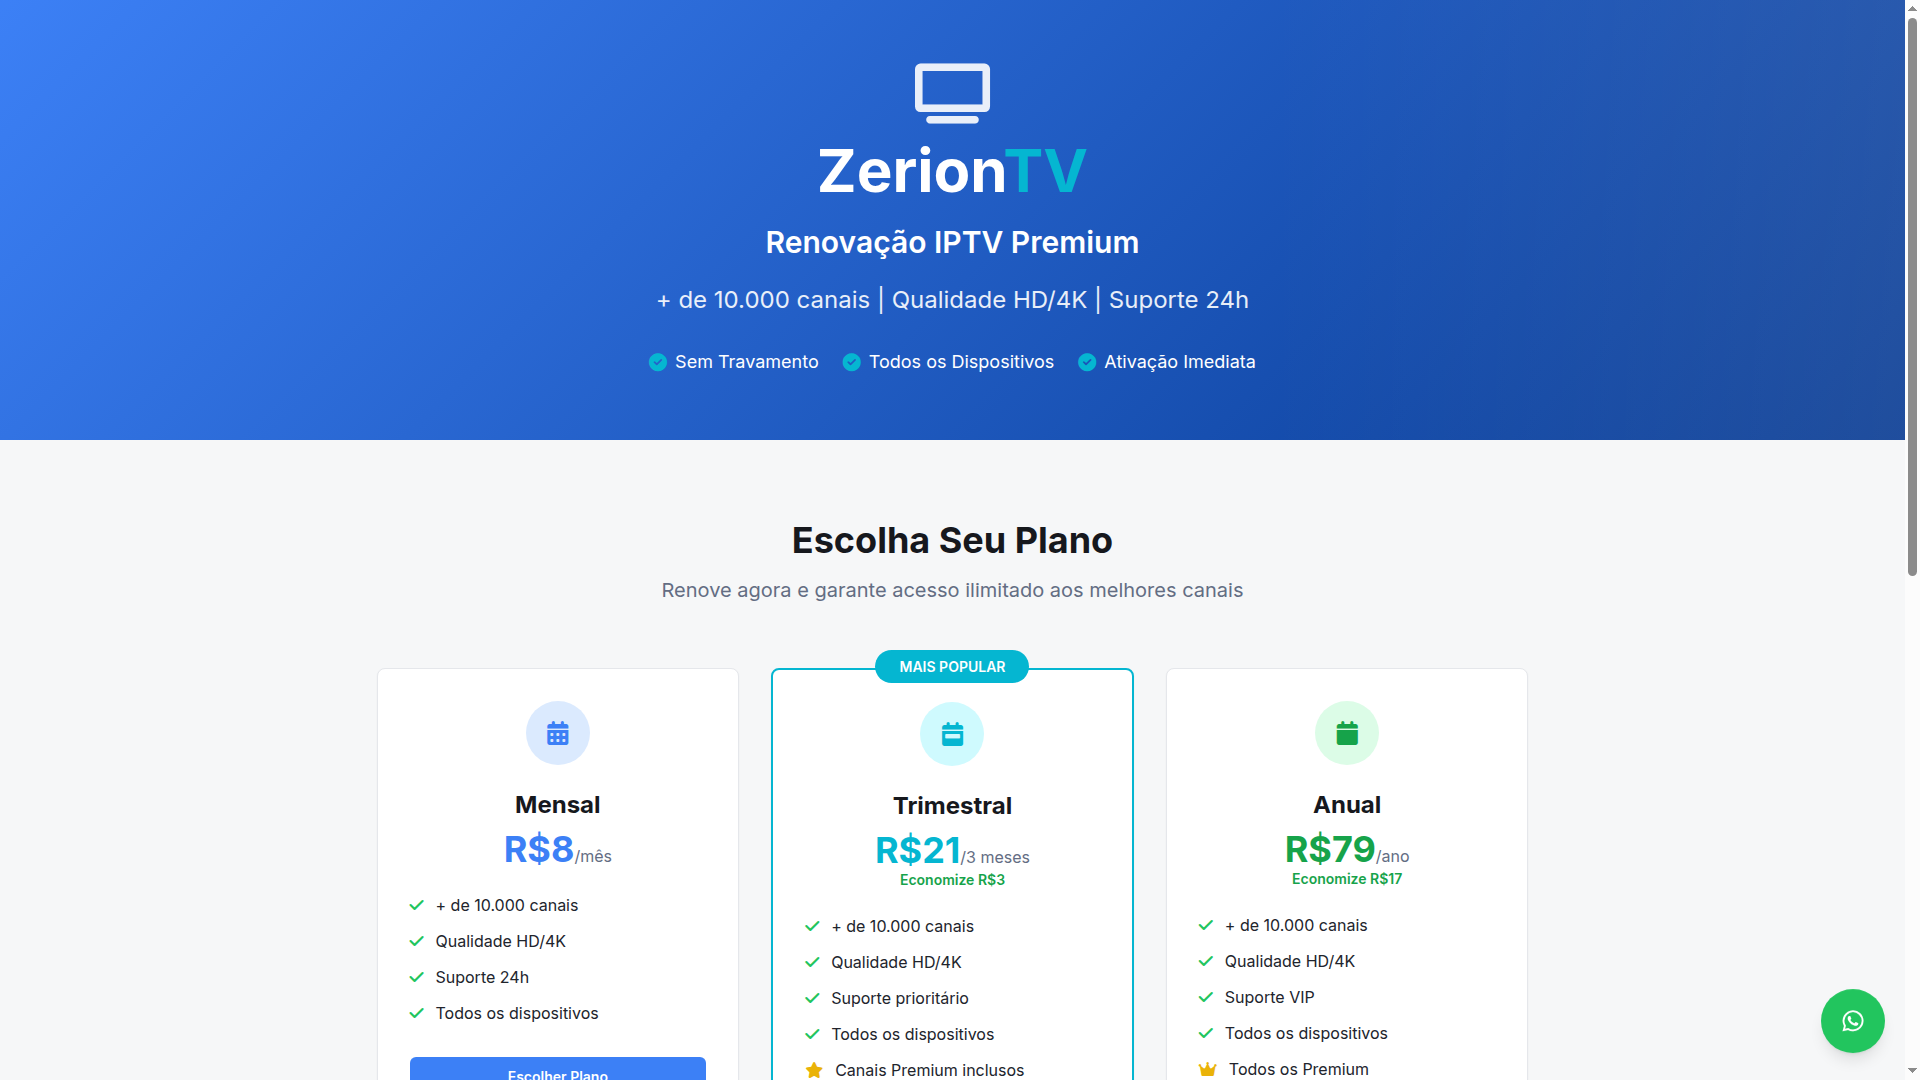 ZerionTV
Renovação IPTV Premium
+ de 10.000 canais | Qualidade HD/4K | Suporte 24h
Sem Travamento
Todos os Dispositivos
Ativação Imediata
Escolha Seu Plano
Renove agora e garante acesso ilimitado aos melhores canais
Mensal
R$8/mês
+ de 10.000 canais
Qualidade HD/4K
Suporte 24h
Todos os dispositivos
Escolher Plano
MAIS POPULAR
Trimestral
R$21/3 meses
Economize R$3
+ de 10.000 canais
Qualidade HD/4K
Suporte prioritário
Todos os dispositivos
Canais Premium inclusos
Anual
R$79/ano
Economize R$17
+ de 10.000 canais
Qualidade HD/4K
Suporte VIP
Todos os dispositivos
Todos os Premium